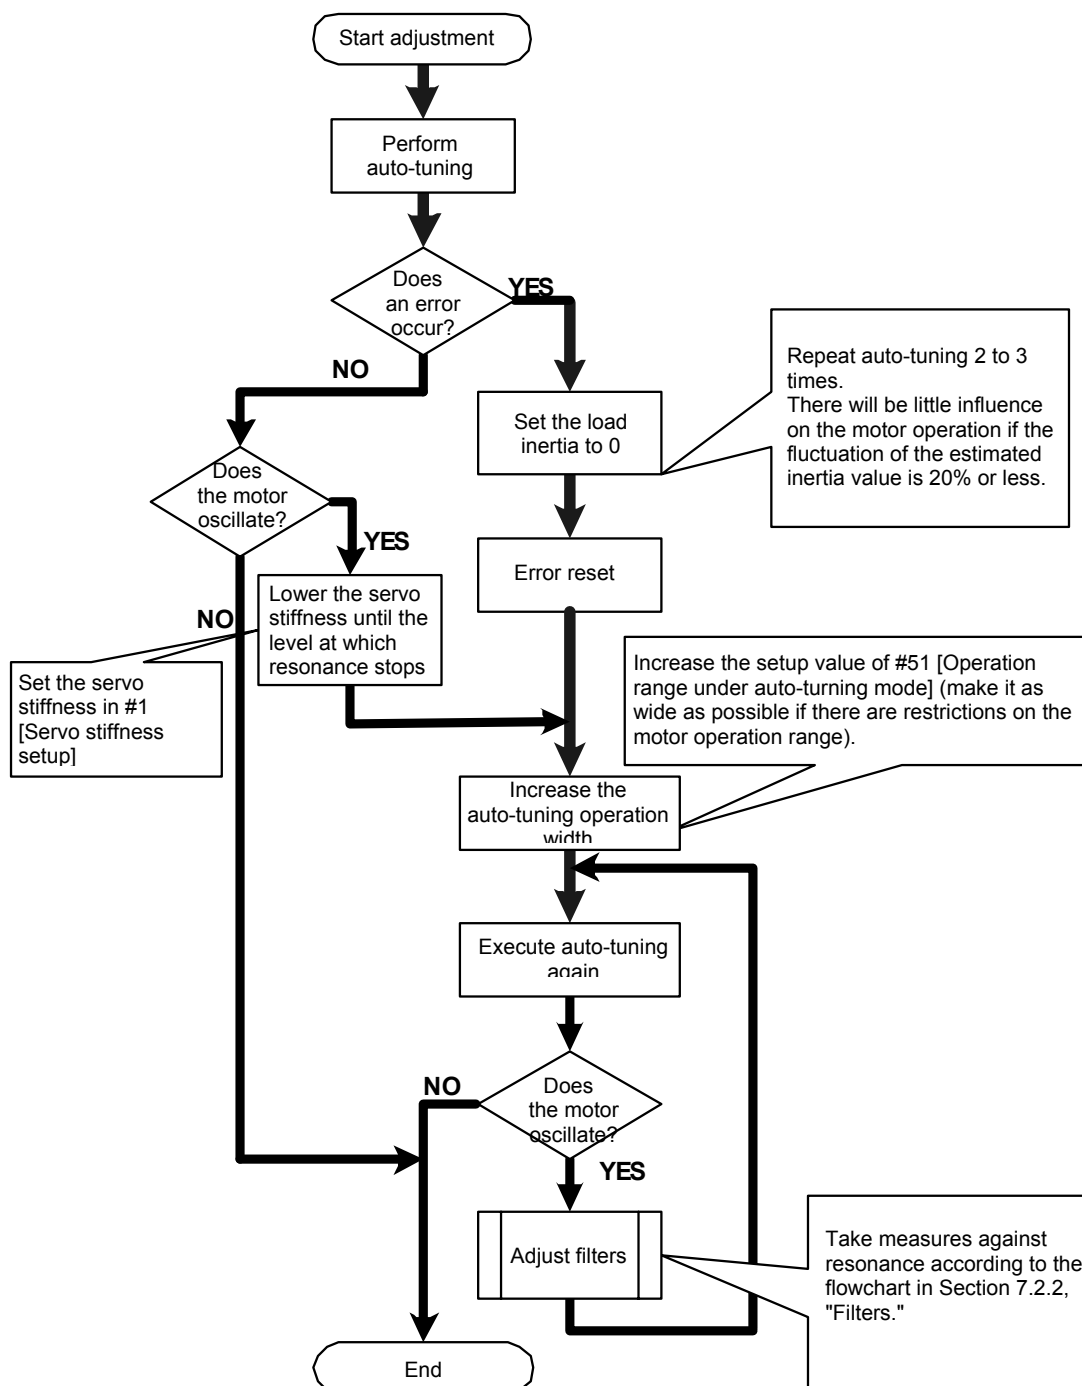 Start adjustment
Perform
auto-tuning
Does
an error
occur?
YES
NO
Repeat auto-tuning 2 to 3
times.
There will be little influence
on the motor operation if the
fluctuation of the estimated
inertia value is 20% or less.
Set the load
inertia to 0
Does
the motor
oscillate?
YES
Error reset
NO
Lower the servo
stiffness until the
level at which
resonance stops
Set the servo
stiffness in #1
[Servo stiffness
setup]
Increase the setup value of #51 [Operation
range under auto-turning mode] (make it as
wide as possible if there are restrictions on the
motor operation range).
Increase the
auto-tuning operation
width
Execute auto-tuning
again
NO
Does
the motor
oscillate?
YES
Adjust filters
Take measures against
resonance according to the
flowchart in Section 7.2.2,
"Filters."
End